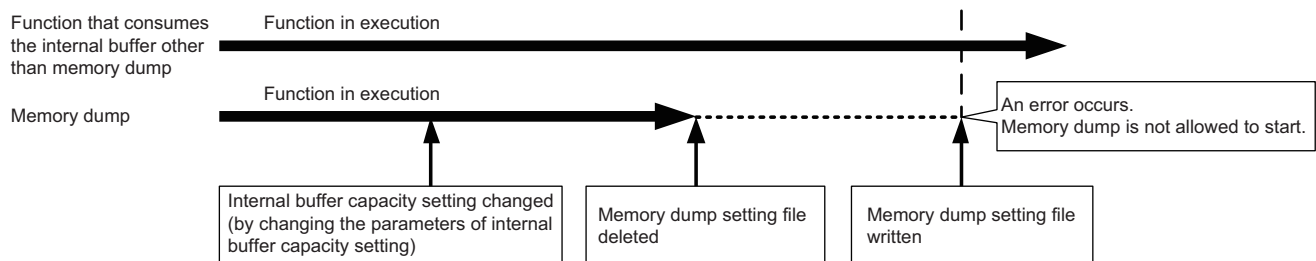 Function that consumes
the internal buffer other
than memory dump
Function in execution
Memory dump
Function in execution
An error occurs.
Memory dump is not allowed to start.
Internal buffer capacity setting changed
(by changing the parameters of internal
buffer capacity setting)
Memory dump setting file
deleted
Memory dump setting file
written